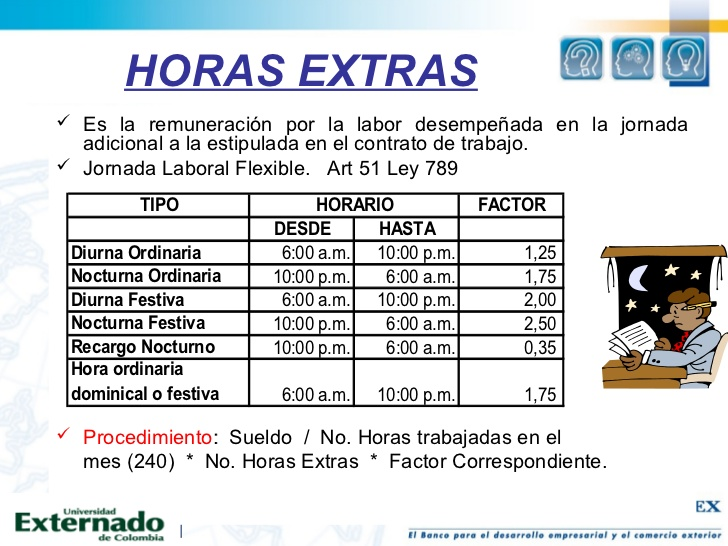 HORAS EXTRAS
✓ Es la remuneración por la labor desempeñada en la jornada
adicional a la estipulada en el contrato de trabajo.
✓ Jornada Laboral Flexible. Art 51 Ley 789
TIPO HORARIO FACTOR
DESDE HASTA
Diurna Ordinaria 6:00 a.m. 10:00 p.m. 1,25
Nocturna Ordinaria 10:00 p.m. 6:00 a.m. 1,75
Diurna Festiva 6:00 a.m. 10:00 p.m. 2,00
Nocturna Festiva 10:00 p.m. 6:00 a.m. 2,50
Recargo Nocturno 10:00 p.m. 6:00 a.m. 0,35
Hora ordinaria
dominical o festiva 6:00 a.m. 10:00 p.m. 1,75
✓ Procedimiento: Sueldo / No. Horas trabajadas en el
mes (240) * No. Horas Extras * Factor Correspondiente.
EX
Universidad
Externado
de Colombia
El Banco para el desarrollo empresarial y el comercio exterior